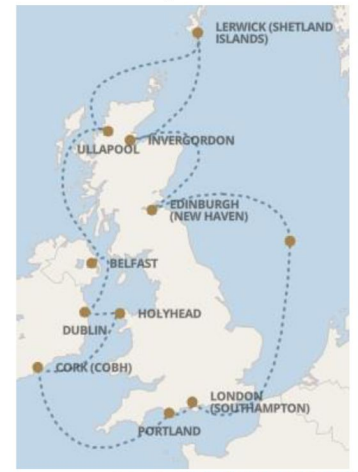 LERWICK (SHETLAND
ISLANDS)
INVERGORDON
ULLAPOOL
EDINBURGH
(NEW HAVEN)
BELFAST
HOLYHEAD
DUBLIN
CORK (COBH)
LONDON
(SOUTHAMPTON)
PORTLAND